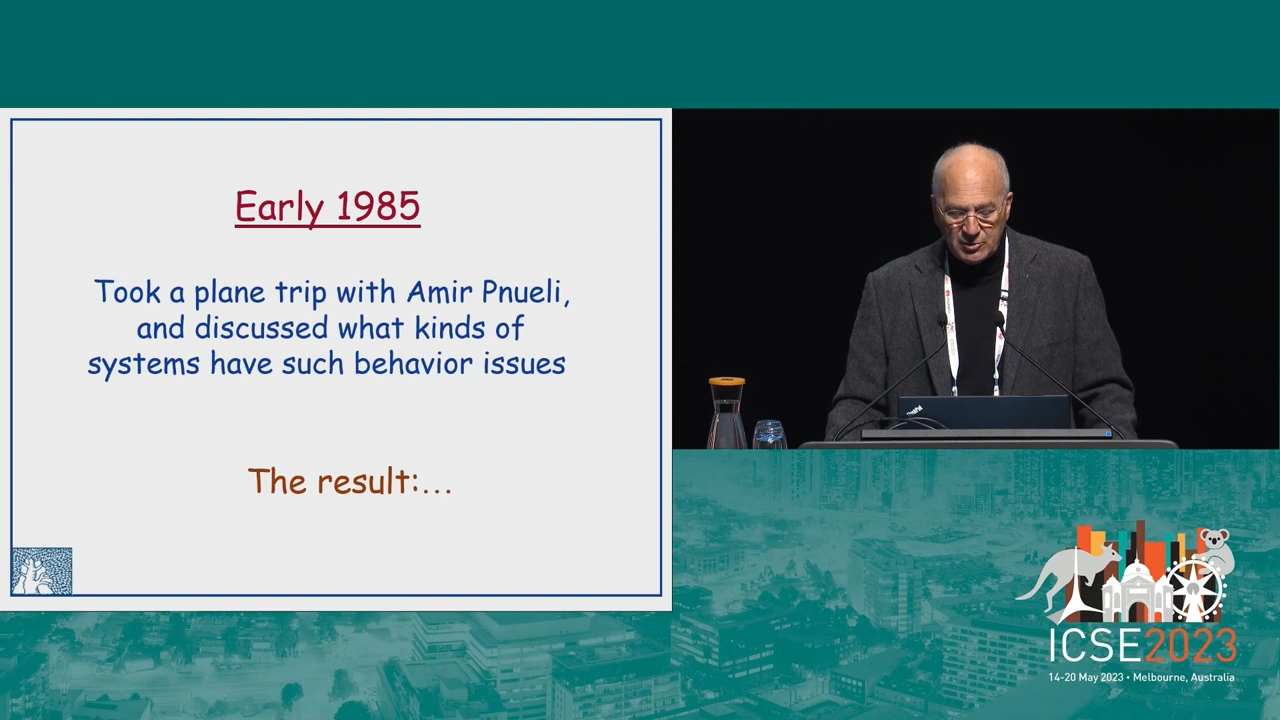 Early 1985
Took a plane trip with Amir Pnueli,
and discussed what kinds of
systems have such behavior issues
The result:...
ICSE2023
14-20 May 2023 • Melbourne, Australia